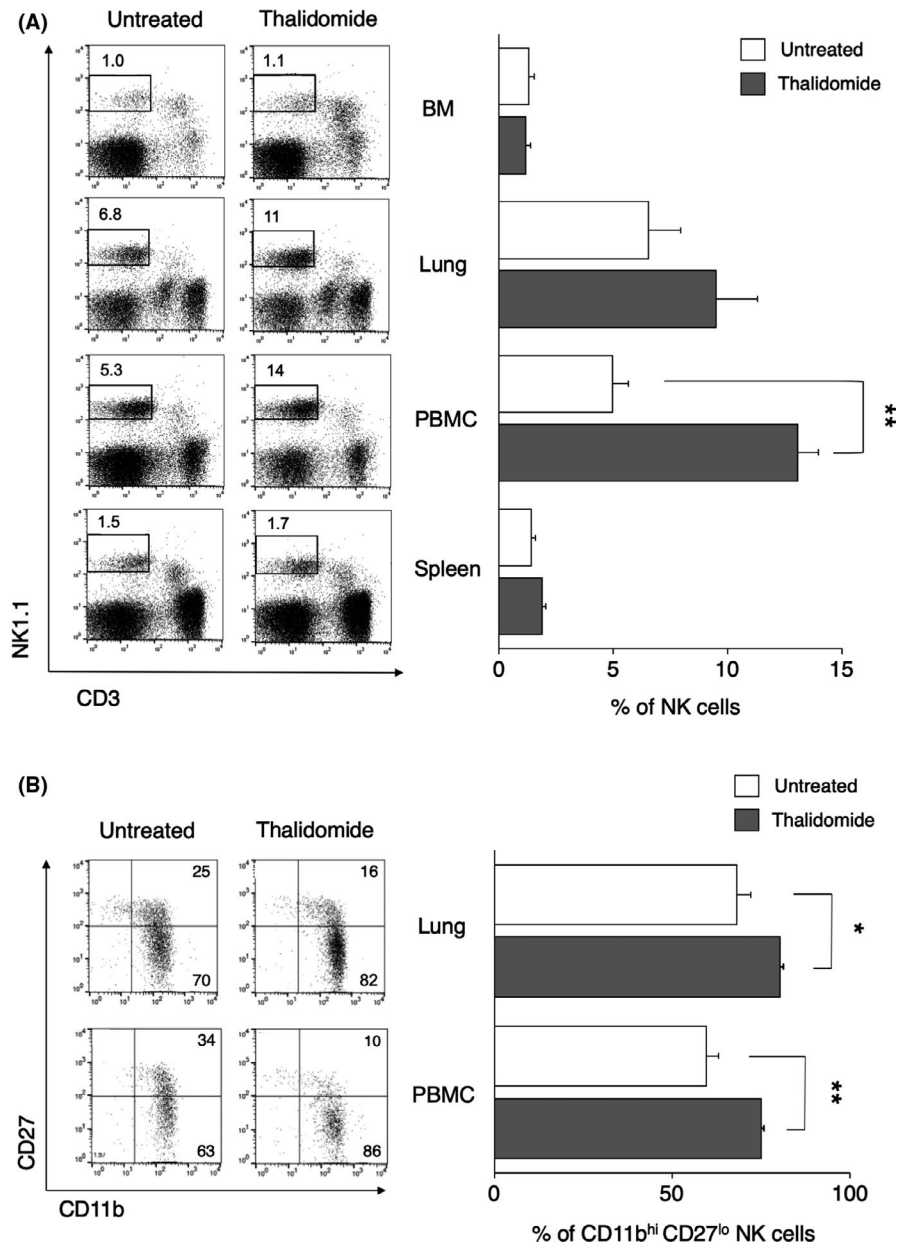 (A)
Untreated
Thalidomide
1.0
1.1
6.8
11
5.3
14
1.5
1.7
NK1.1
CD3
Untreated
Thalidomide
BM
Lung
PBMC
Spleen
**
0 5 10 15
% of NK cells
(B)
Untreated
Thalidomide
25
70
16
82
34
63
10
86
CD27
CD11b
Untreated
Thalidomide
Lung
PBMC
*
**
0 50 100
% of CD11bʰⁱ CD27ˡᵒ NK cells